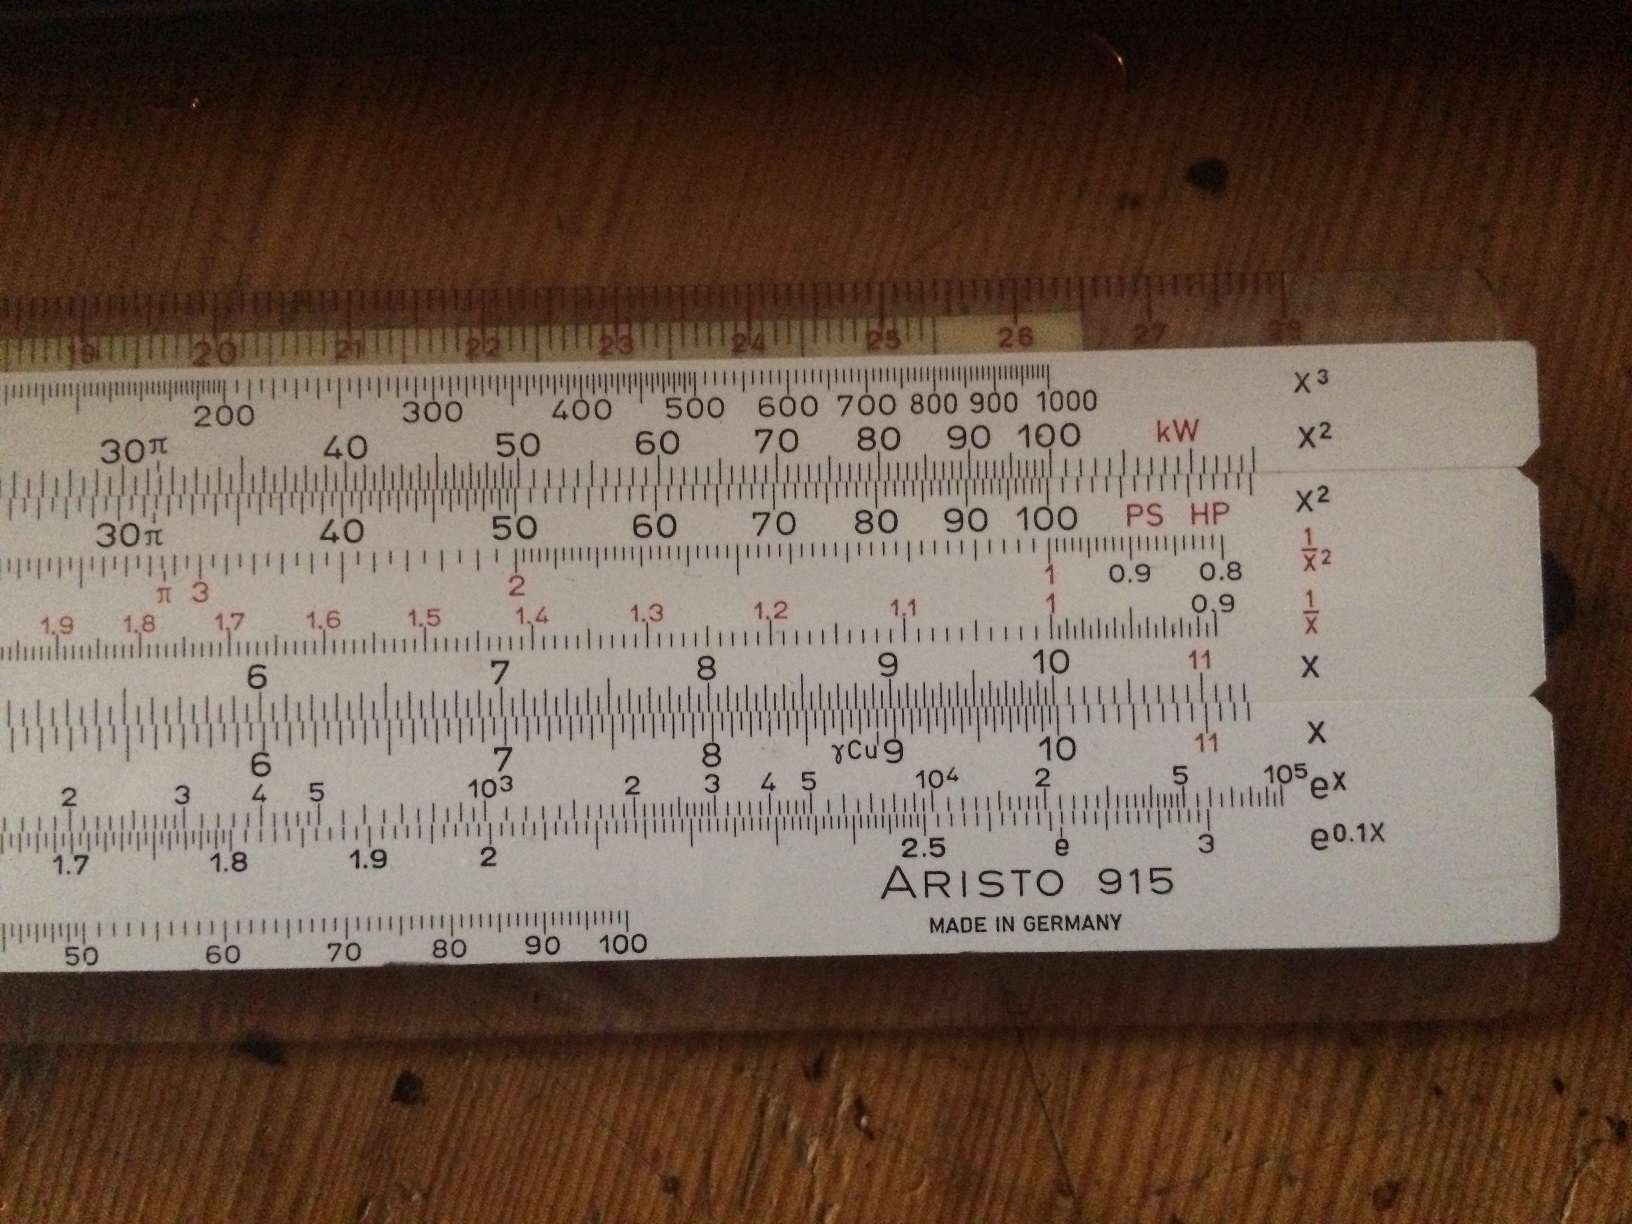 19 20 21 22 23 24 25 26 27 28
200 300 400 500 600 700 800 900 1000 x³
30 π 40 50 60 70 80 90 100 kW x²
30 π 40 50 60 70 80 90 100 PS HP x²
π 3 2 1 0.9 0.8 1/x²
1.9 1.8 1.7 1.6 1.5 1.4 1.3 1.2 1.1 1 0.9 1/x
6 7 8 9 10 11 x
6 7 8 γCu 9 10 11 x
2 3 4 5 10³ 2 3 4 5 10⁴ 2 5 10⁵ eˣ
1.7 1.8 1.9 2 2.5 e 3 e0.1x
ARISTO 915
MADE IN GERMANY
50 60 70 80 90 100